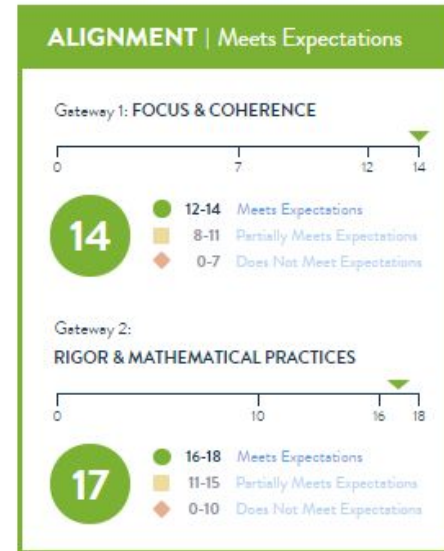 ALIGNMENT | Meets Expectations
Gateway 1: FOCUS & COHERENCE
0 7 12 14
14
12-14 Meets Expectations
8-11 Partially Meets Expectations
0-7 Does Not Meet Expectations
Gateway 2:
RIGOR & MATHEMATICAL PRACTICES
0 10 16 18
17
16-18 Meets Expectations
11-15 Partially Meets Expectations
0-10 Does Not Meet Expectations